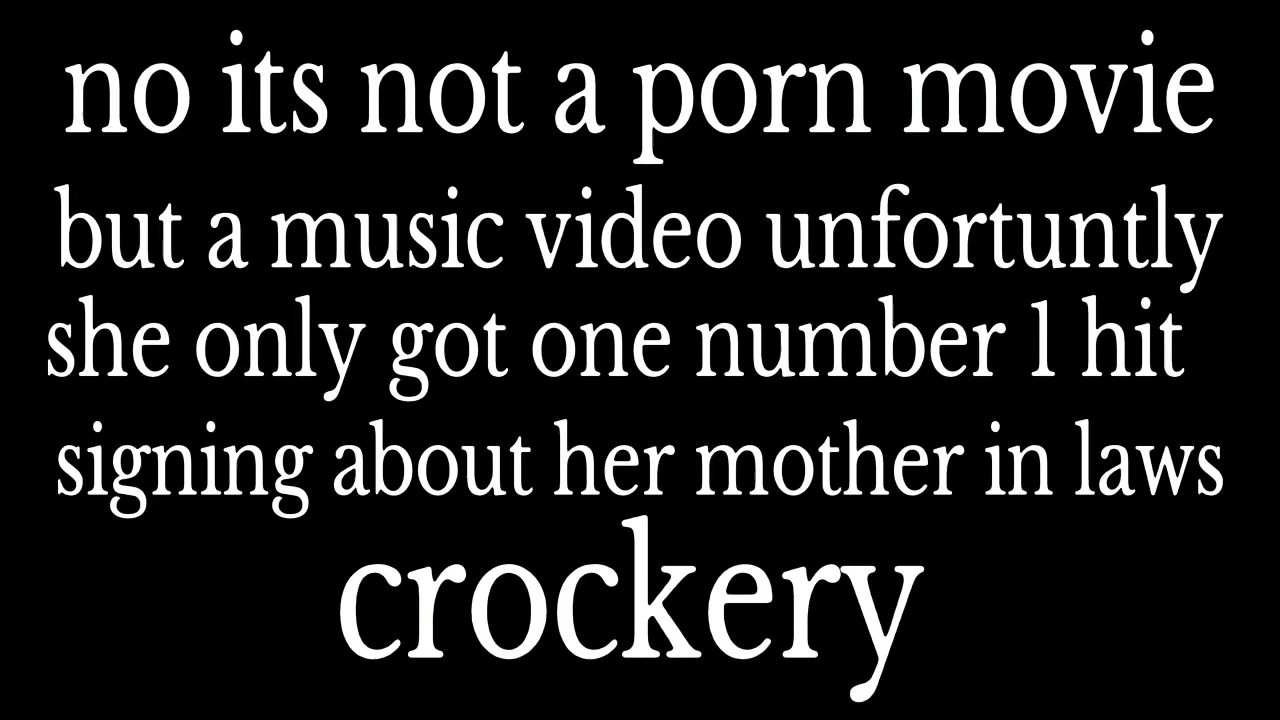 no its not a porn movie
but a music video unfortuntly
she only got one number 1 hit
signing about her mother in laws
crockery